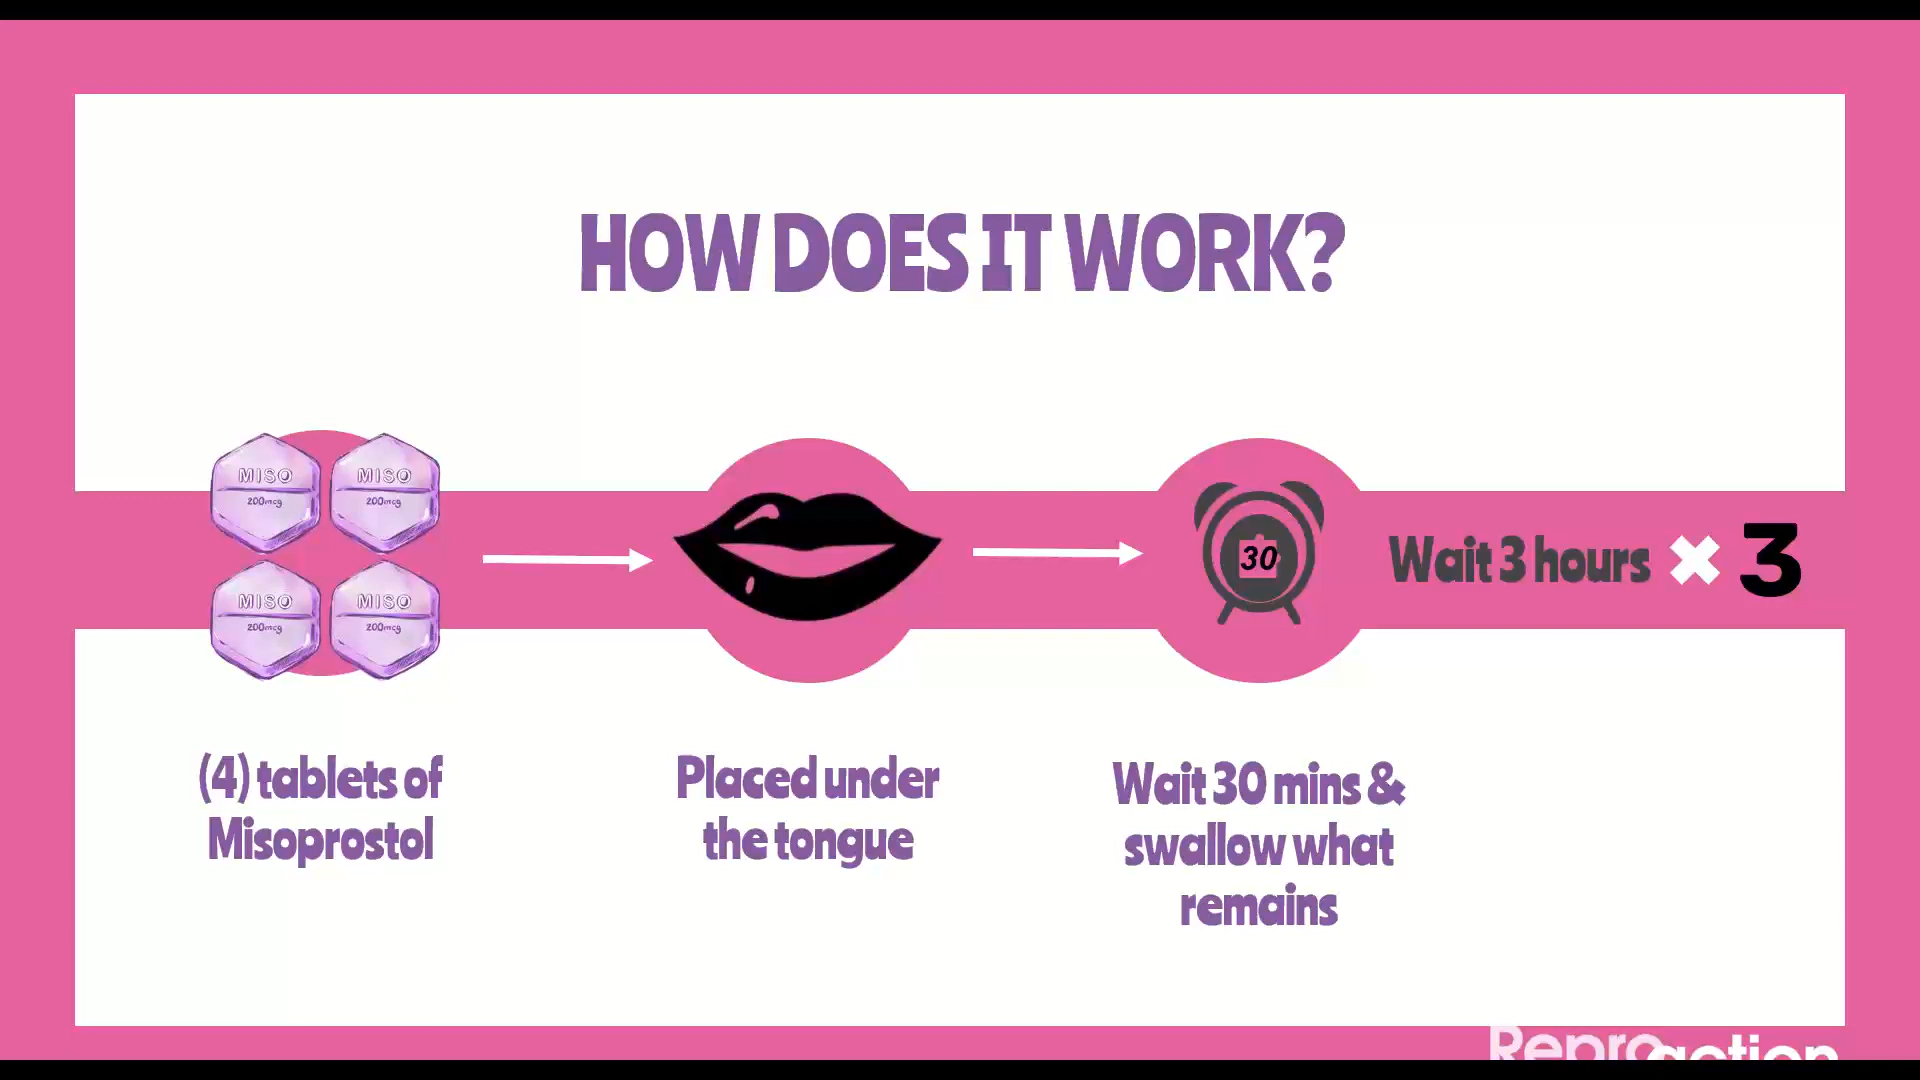 HOW DOES IT WORK?
MISO
200mcg
MISO
200mcg
MISO
200mcg
MISO
200mcg
30
Wait 3 hours × 3
(4) tablets of
Misoprostol
Placed under
the tongue
Wait 30 mins &
swallow what
remains
Reproaction